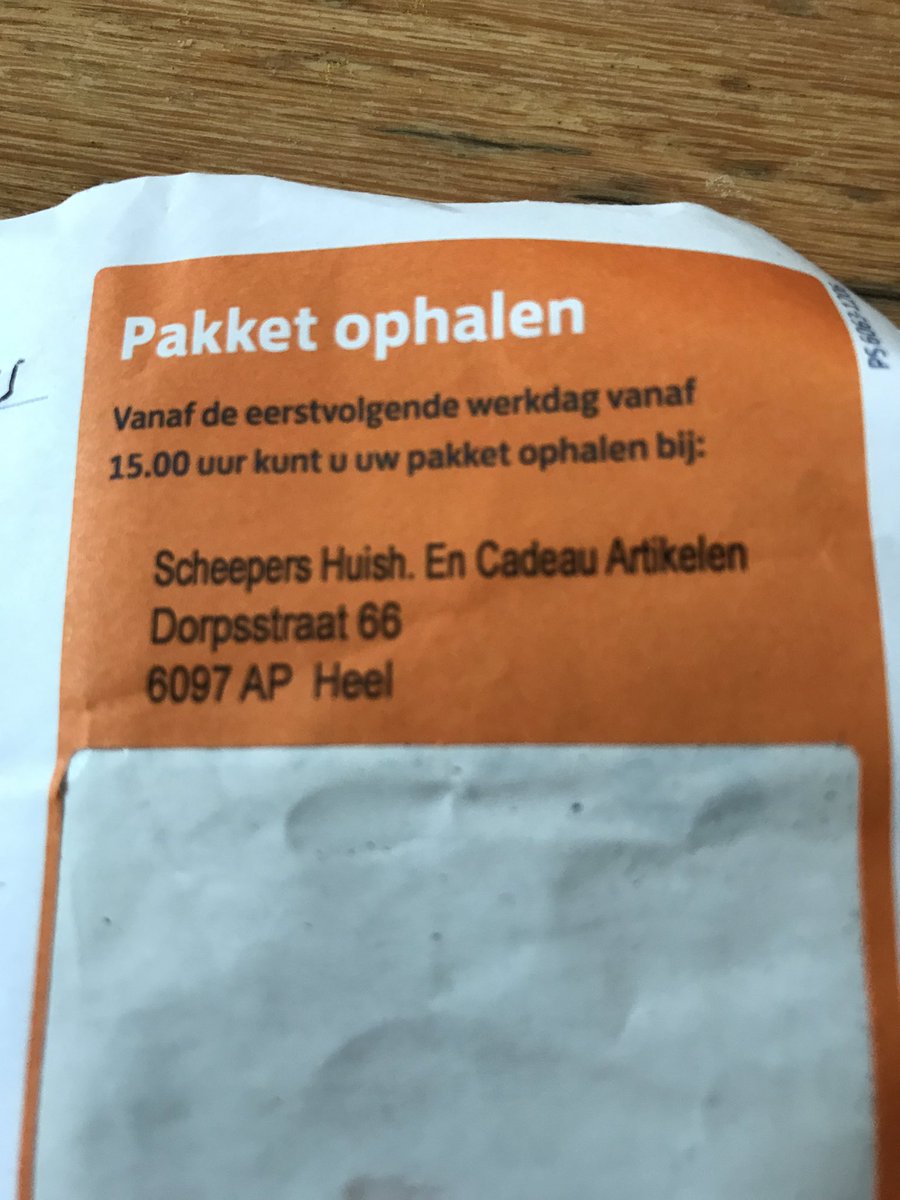 Pakket ophalen
Vanaf de eerstvolgende werkdag vanaf
15.00 uur kunt u uw pakket ophalen bij:
Scheepers Huish. En Cadeau Artikelen
Dorpsstraat 66
6097 AP Heel